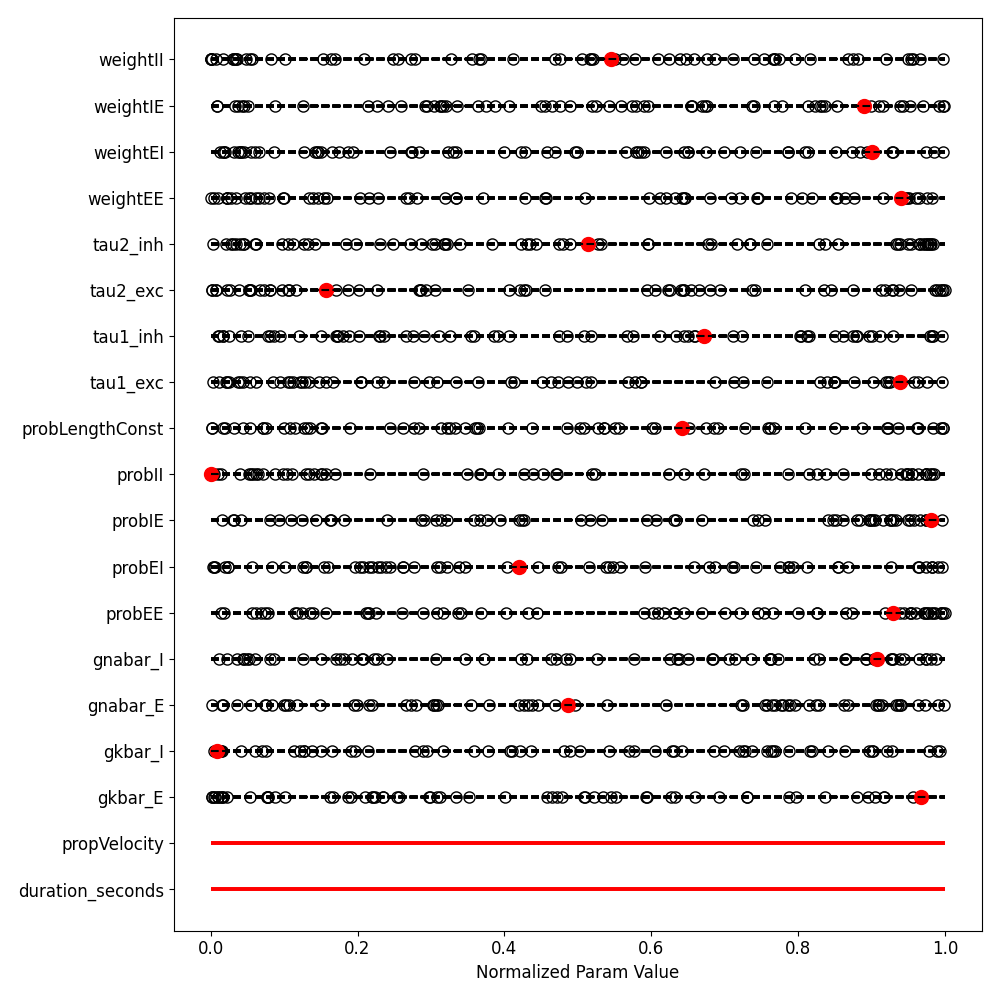 weightII
weightIE
weightEI
weightEE
tau2_inh
tau2_exc
tau1_inh
tau1_exc
probLengthConst
probII
probIE
probEI
probEE
gnabar_I
gnabar_E
gkbar_I
gkbar_E
propVelocity
duration_seconds
0.0 0.2 0.4 0.6 0.8 1.0
Normalized Param Value